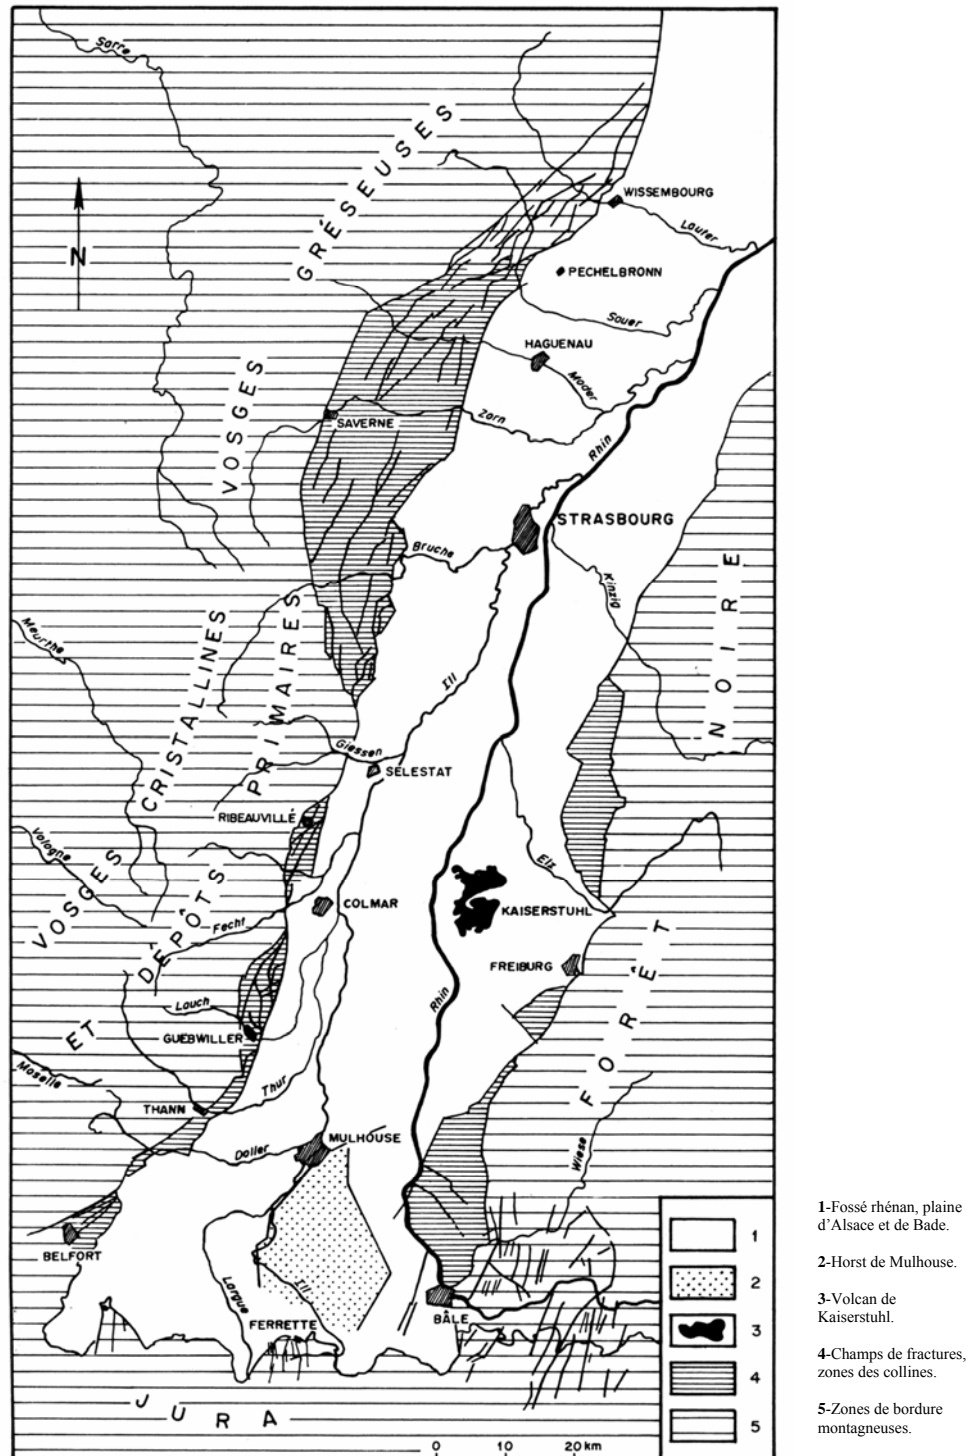 Sarre
VOSGES GRÉSEUSES
N
WISSEMBOURG
Lauter
PECHELBRONN
Souer
HAGUENAU
Moder
SAVERNE
Zorn
Rhin
STRASBOURG
Bruche
Kinzig
Meurthe
VOSGES CRISTALLINES
ET DÉPÔTS PRIMAIRES
FORÊT NOIRE
Ill
Giessen
SELESTAT
RIBEAUVILLÉ
Vologne
Elz
COLMAR
KAISERSTUHL
Fecht
FREIBURG
Rhin
Lauch
GUEBWILLER
Moselle
Thur
THANN
MULHOUSE
Doller
Wiese
BELFORT
Largue
Ill
FERRETTE
BÂLE
JURA
0 10 20 km
1
2
3
4
5
1-Fossé rhénan, plaine
d'Alsace et de Bade.
2-Horst de Mulhouse.
3-Volcan de
Kaiserstuhl.
4-Champs de fractures,
zones des collines.
5-Zones de bordure
montagneuses.